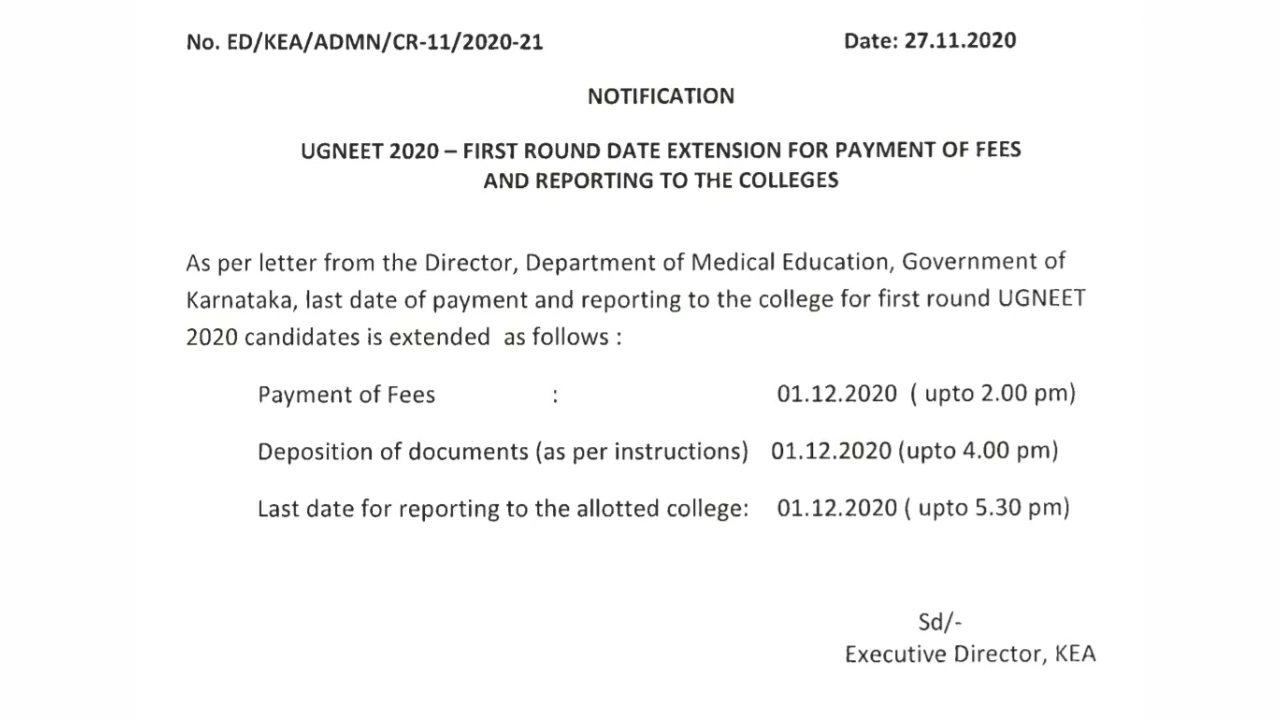 No. ED/KEA/ADMN/CR-11/2020-21 Date: 27.11.2020
NOTIFICATION
UGNEET 2020 – FIRST ROUND DATE EXTENSION FOR PAYMENT OF FEES
AND REPORTING TO THE COLLEGES
As per letter from the Director, Department of Medical Education, Government of
Karnataka, last date of payment and reporting to the college for first round UGNEET
2020 candidates is extended as follows :
Payment of Fees : 01.12.2020 ( upto 2.00 pm)
Deposition of documents (as per instructions) 01.12.2020 (upto 4.00 pm)
Last date for reporting to the allotted college: 01.12.2020 ( upto 5.30 pm)
Sd/-
Executive Director, KEA